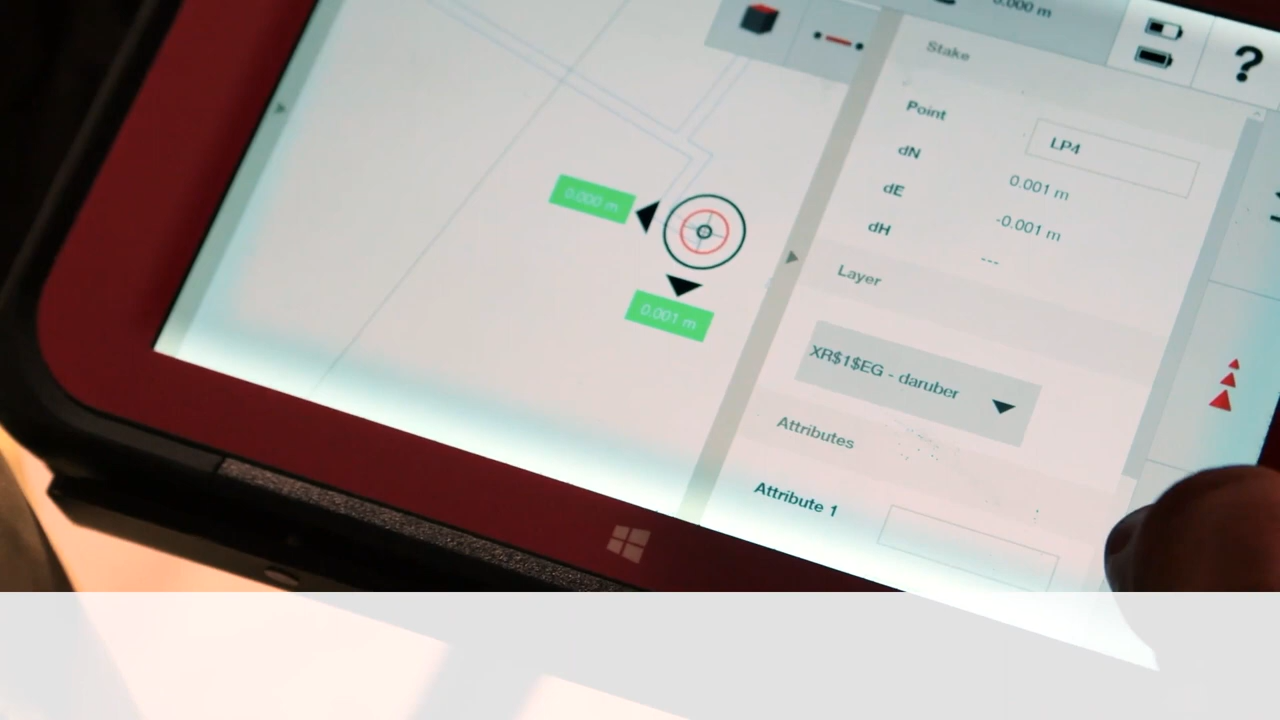 0.000 m
?
Stake
Point LP4
dN 0.001 m
dE -0.001 m
dH ---
Layer
XR$1$EG - daruber
Attributes
Attribute 1
0.000 m
0.001 m